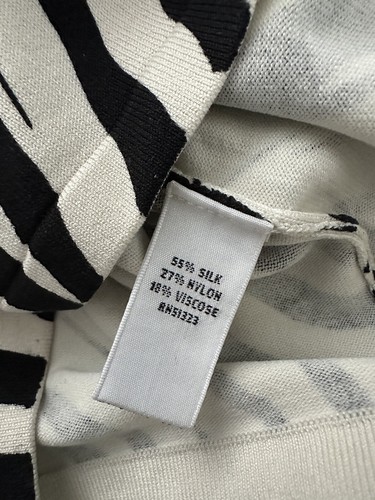 55% SILK
27% NYLON
18% VISCOSE
RN51323